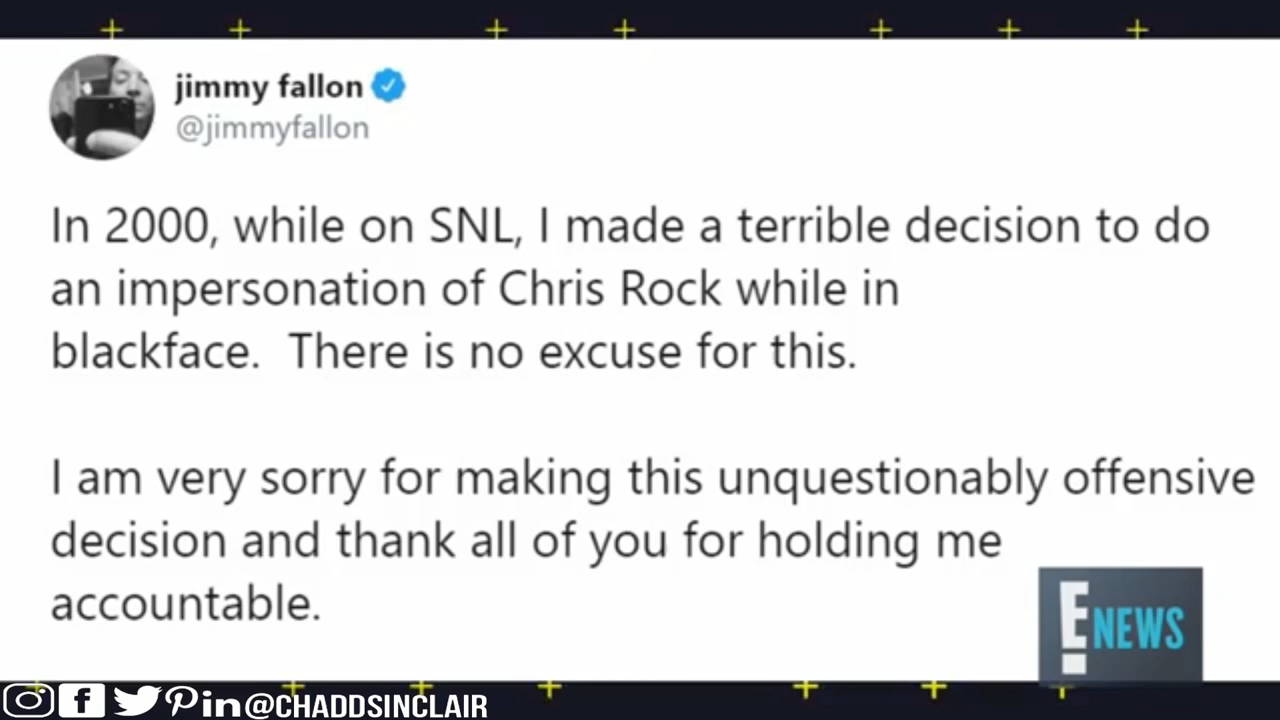 jimmy fallon
@jimmyfallon
In 2000, while on SNL, I made a terrible decision to do
an impersonation of Chris Rock while in
blackface.  There is no excuse for this.
I am very sorry for making this unquestionably offensive
decision and thank all of you for holding me
accountable.
E! NEWS
@CHADDSINCLAIR